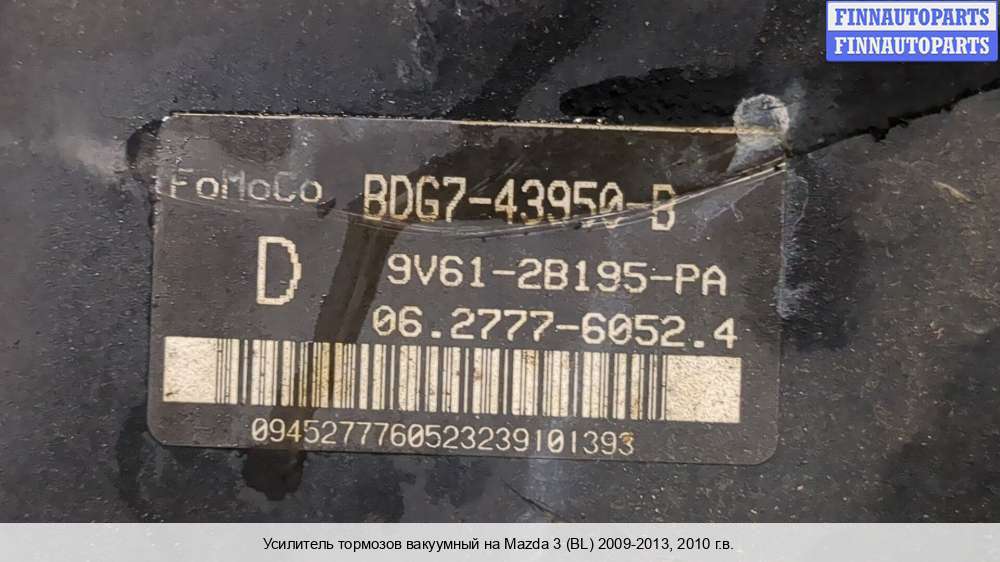 FINNAUTOPARTS
FINNAUTOPARTS
FoMoCo BDG7-43950-B
D 9V61-2B195-PA
06.2777-6052.4
0945277760523239101393
Усилитель тормозов вакуумный на Mazda 3 (BL) 2009-2013, 2010 г.в.